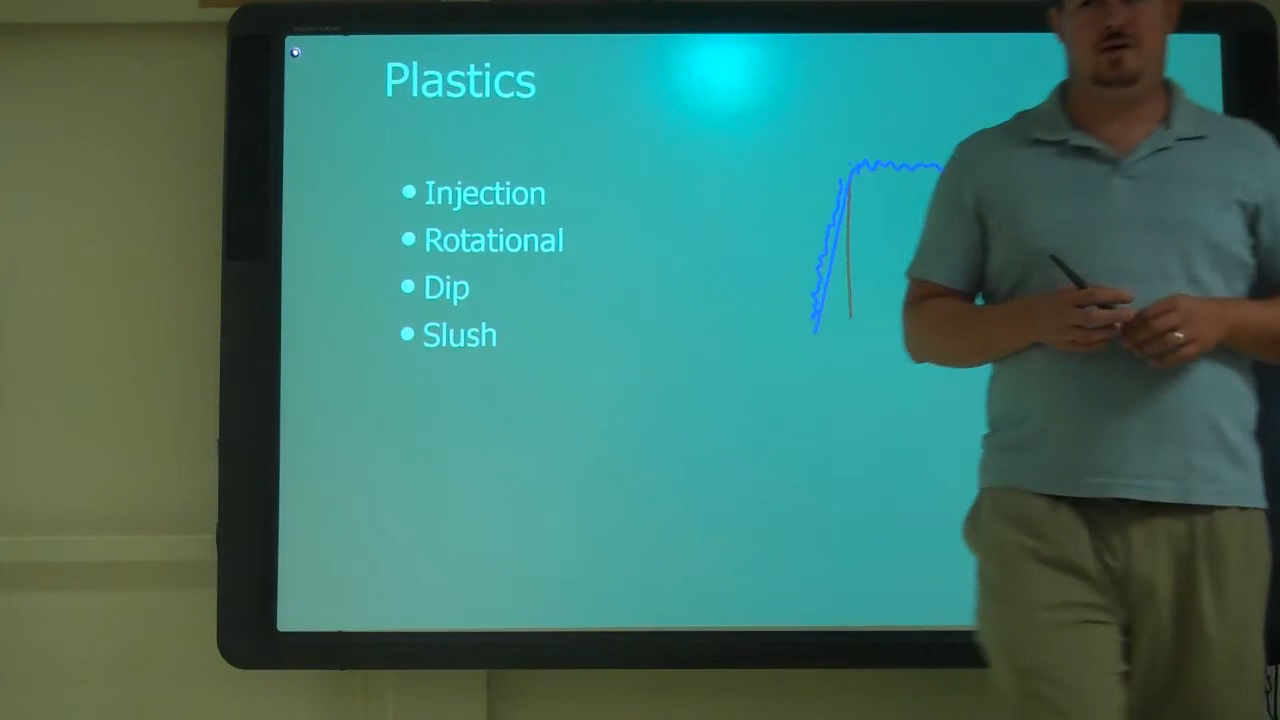 Plastics
• Injection
• Rotational
• Dip
• Slush